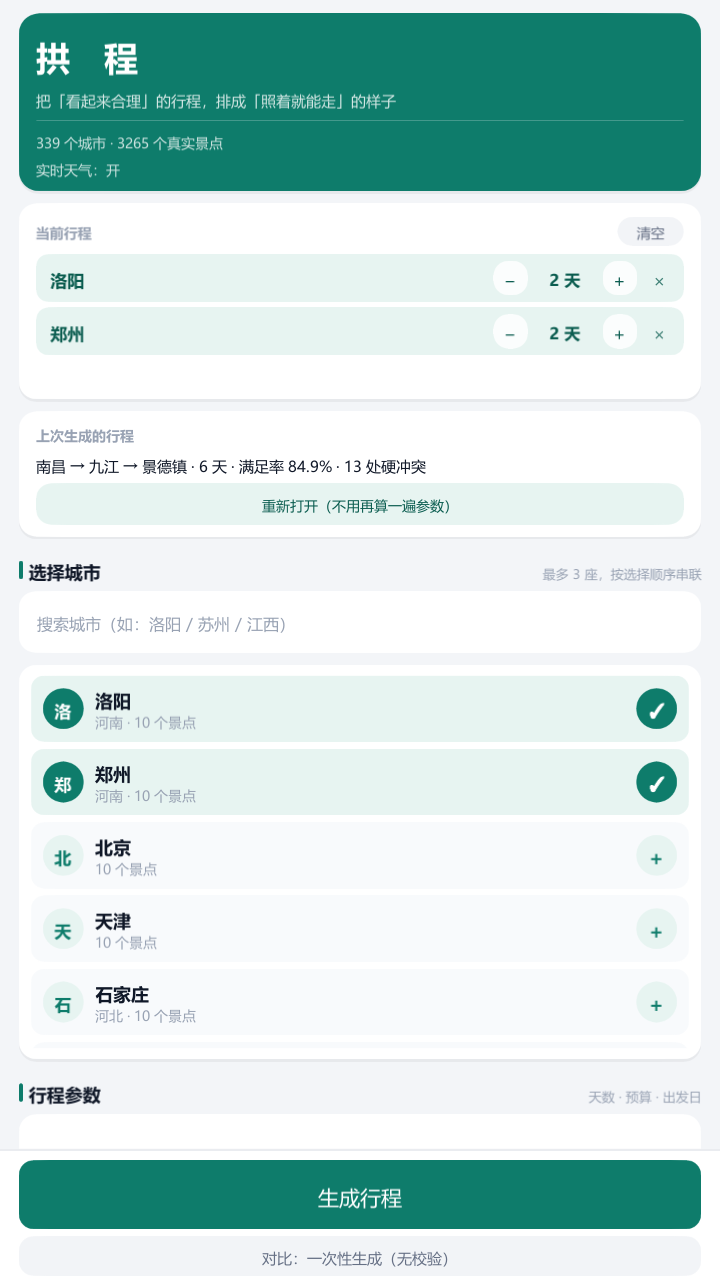 拱 程
把「看起来合理」的行程，排成「照着就能走」的样子
339 个城市 · 3265 个真实景点
实时天气：开
当前行程
清空
洛阳 − 2 天 + ×
郑州 − 2 天 + ×
上次生成的行程
南昌 → 九江 → 景德镇 · 6 天 · 满足率 84.9% · 13 处硬冲突
重新打开（不用再算一遍参数）
选择城市
最多 3 座，按选择顺序串联
搜索城市（如：洛阳 / 苏州 / 江西）
洛 洛阳 ✓
河南 · 10 个景点
郑 郑州 ✓
河南 · 10 个景点
北 北京 +
10 个景点
天 天津 +
10 个景点
石 石家庄 +
河北 · 10 个景点
行程参数
天数 · 预算 · 出发日
生成行程
对比：一次性生成（无校验）